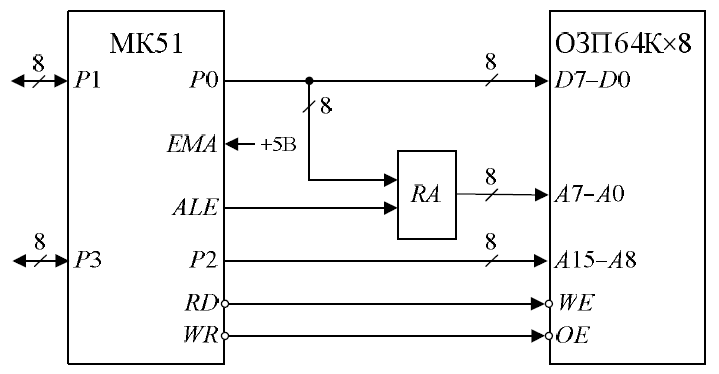 МК51
ОЗП64К×8
8
P1
P0
8
D7–D0
8
EMA
+5В
ALE
RA
8
A7–A0
8
P3
P2
8
A15–A8
RD
WE
WR
OE